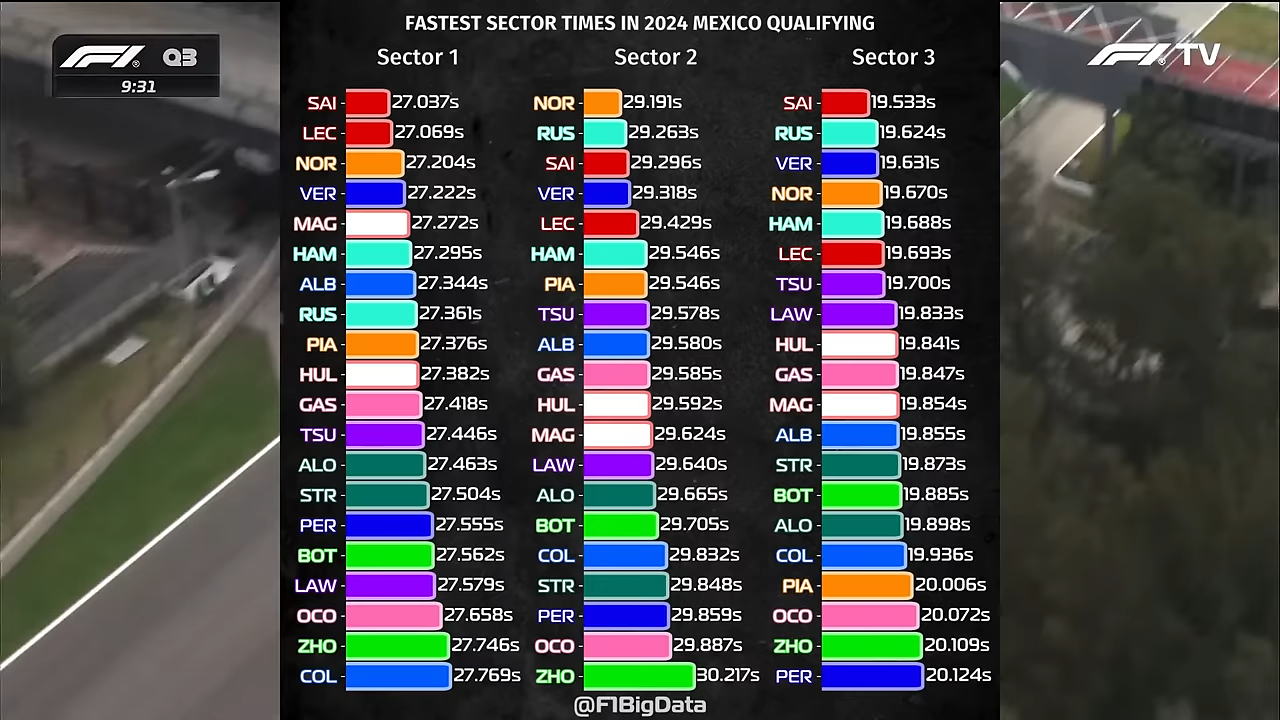 FASTEST SECTOR TIMES IN 2024 MEXICO QUALIFYING
F1 Q3
9:31
F1 TV
Sector 1 Sector 2 Sector 3
SAI 27.037s NOR 29.191s SAI 19.533s
LEC 27.069s RUS 29.263s RUS 19.624s
NOR 27.204s SAI 29.296s VER 19.631s
VER 27.222s VER 29.318s NOR 19.670s
MAG 27.272s LEC 29.429s HAM 19.688s
HAM 27.295s HAM 29.546s LEC 19.693s
ALB 27.344s PIA 29.546s TSU 19.700s
RUS 27.361s TSU 29.578s LAW 19.833s
PIA 27.376s ALB 29.580s HUL 19.841s
HUL 27.382s GAS 29.585s GAS 19.847s
GAS 27.418s HUL 29.592s MAG 19.854s
TSU 27.446s MAG 29.624s ALB 19.855s
ALO 27.463s LAW 29.640s STR 19.873s
STR 27.504s ALO 29.665s BOT 19.885s
PER 27.555s BOT 29.705s ALO 19.898s
BOT 27.562s COL 29.832s COL 19.936s
LAW 27.579s STR 29.848s PIA 20.006s
OCO 27.658s PER 29.859s OCO 20.072s
ZHO 27.746s OCO 29.887s ZHO 20.109s
COL 27.769s ZHO 30.217s PER 20.124s
@F1BigData